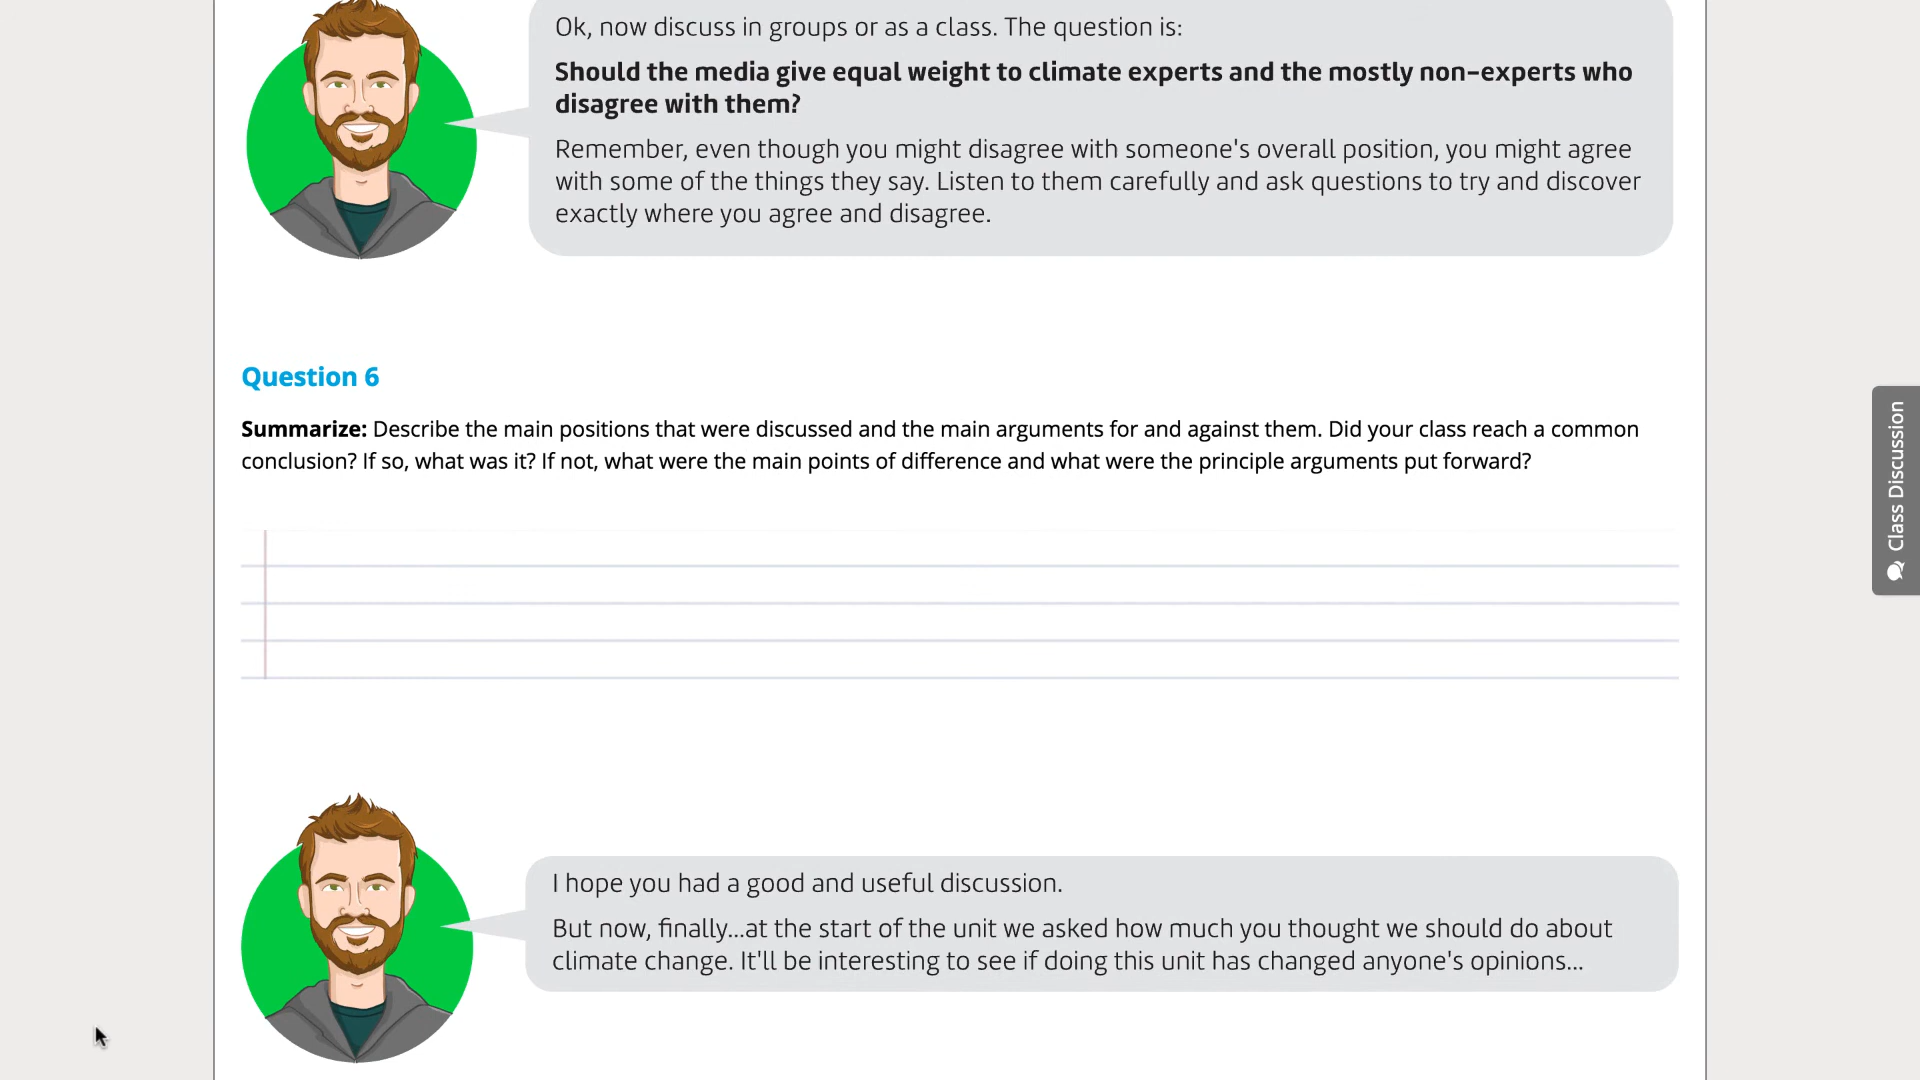 Ok, now discuss in groups or as a class. The question is:
Should the media give equal weight to climate experts and the mostly non-experts who
disagree with them?
Remember, even though you might disagree with someone's overall position, you might agree
with some of the things they say. Listen to them carefully and ask questions to try and discover
exactly where you agree and disagree.
Question 6
Summarize: Describe the main positions that were discussed and the main arguments for and against them. Did your class reach a common
conclusion? If so, what was it? If not, what were the main points of difference and what were the principle arguments put forward?
Class Discussion
I hope you had a good and useful discussion.
But now, finally...at the start of the unit we asked how much you thought we should do about
climate change. It'll be interesting to see if doing this unit has changed anyone's opinions...